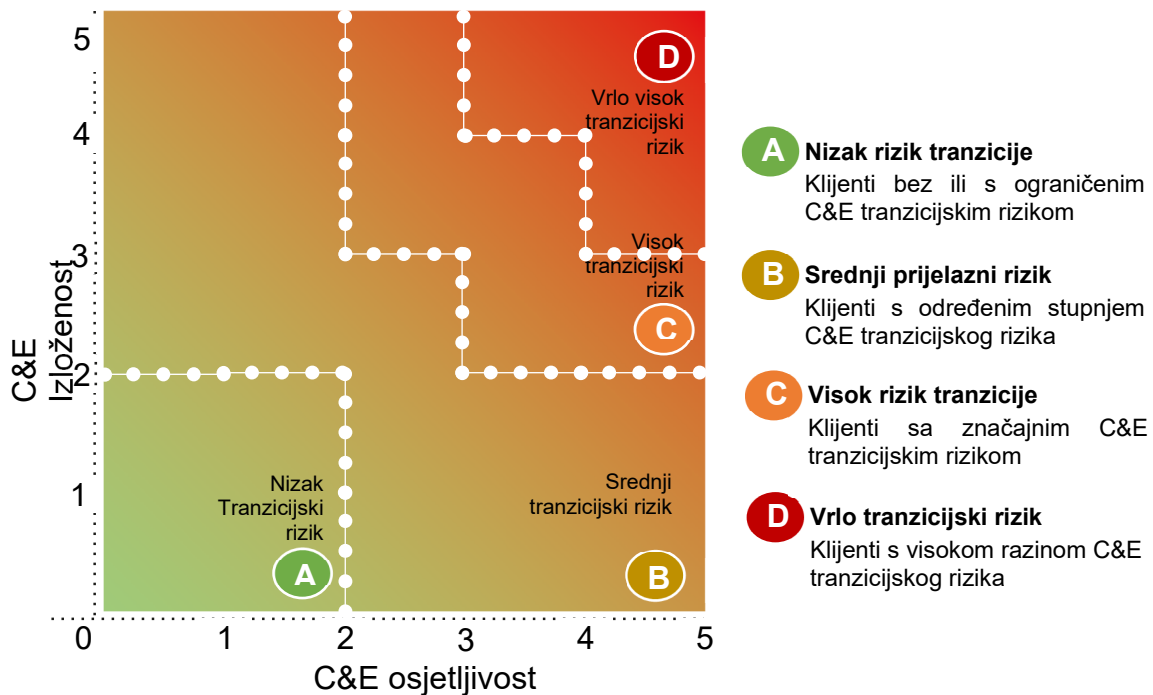 5
4
3
2
1
0
1
2
3
4
5
C&E
Izloženost
C&E osjetljivost
D
Vrlo visok
tranzicijski
rizik
Visok
tranzicijski
rizik
C
Nizak
Tranzicijski
rizik
A
Srednji
tranzicijski rizik
B
A Nizak rizik tranzicije
Klijenti bez ili s ograničenim
C&E tranzicijskim rizikom
B Srednji prijelazni rizik
Klijenti s određenim stupnjem
C&E tranzicijskog rizika
C Visok rizik tranzicije
Klijenti sa značajnim C&E
tranzicijskim rizikom
D Vrlo tranzicijski rizik
Klijenti s visokom razinom C&E
tranzicijskog rizika